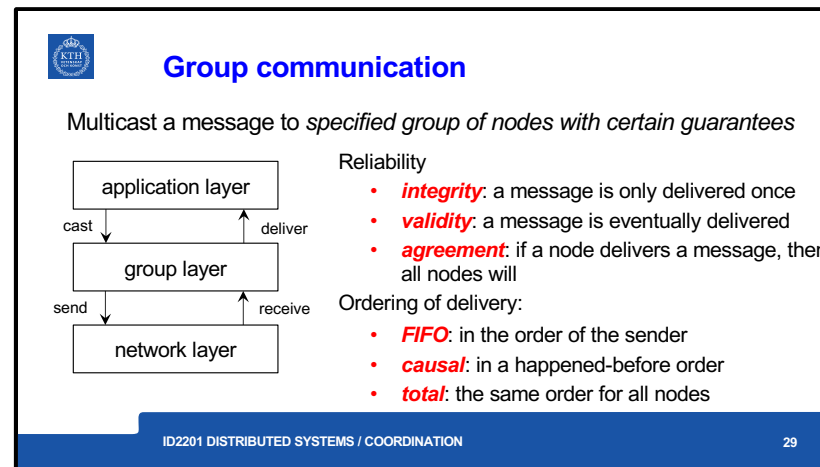 KTH
Group communication
Multicast a message to specified group of nodes with certain guarantees
application layer
cast
deliver
group layer
send
receive
network layer
Reliability
• integrity: a message is only delivered once
• validity: a message is eventually delivered
• agreement: if a node delivers a message, then
all nodes will
Ordering of delivery:
• FIFO: in the order of the sender
• causal: in a happened-before order
• total: the same order for all nodes
ID2201 DISTRIBUTED SYSTEMS / COORDINATION
29